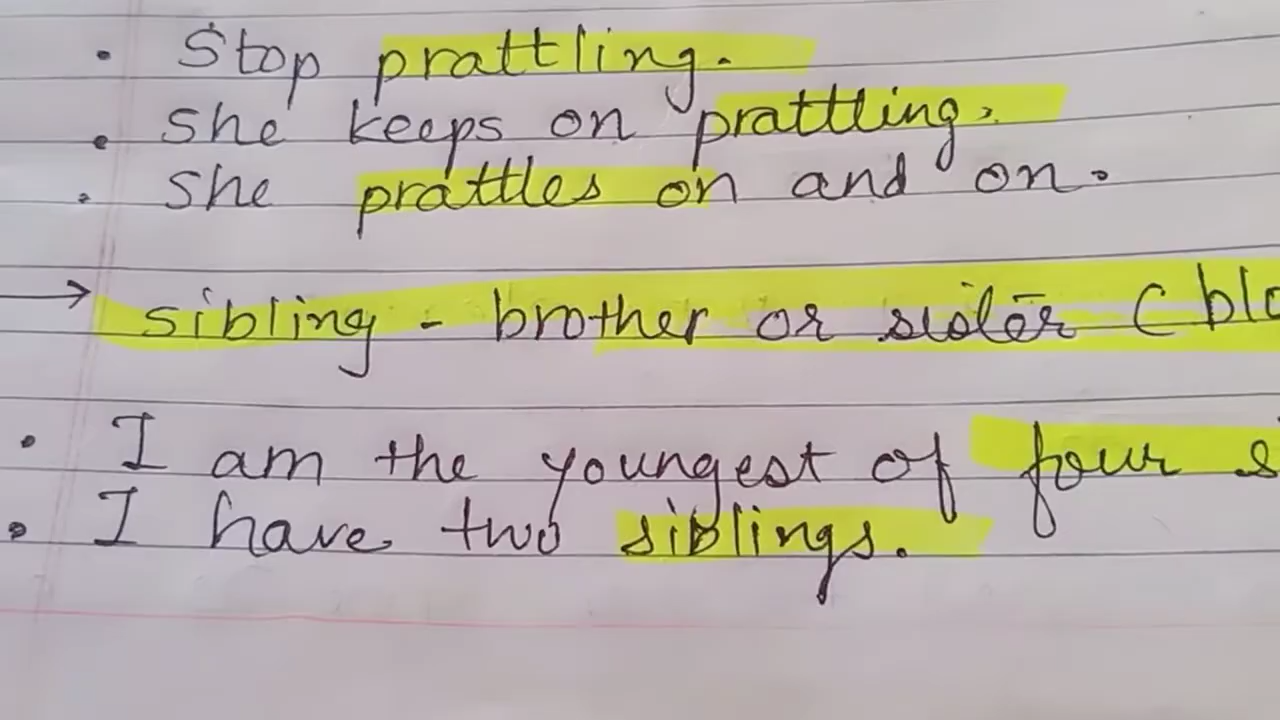 • Stop prattling.
• She keeps on prattling.
• She prattles on and on.
→ sibling - brother or sister (
• I am the youngest of four
• I have two siblings.